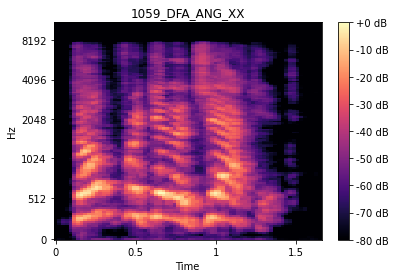 1059_DFA_ANG_XX
8192
4096
2048
1024
512
0
Hz
0
0.5
1
1.5
Time
+0 dB
-10 dB
-20 dB
-30 dB
-40 dB
-50 dB
-60 dB
-70 dB
-80 dB